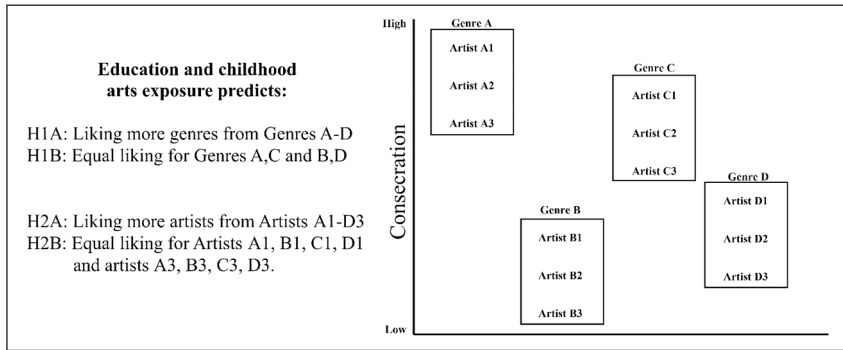 Education and childhood
arts exposure predicts:
H1A: Liking more genres from Genres A-D
H1B: Equal liking for Genres A,C and B,D
H2A: Liking more artists from Artists A1-D3
H2B: Equal liking for Artists A1, B1, C1, D1
and artists A3, B3, C3, D3.
High
Consecration
Low
Genre A
Artist A1
Artist A2
Artist A3
Genre B
Artist B1
Artist B2
Artist B3
Genre C
Artist C1
Artist C2
Artist C3
Genre D
Artist D1
Artist D2
Artist D3